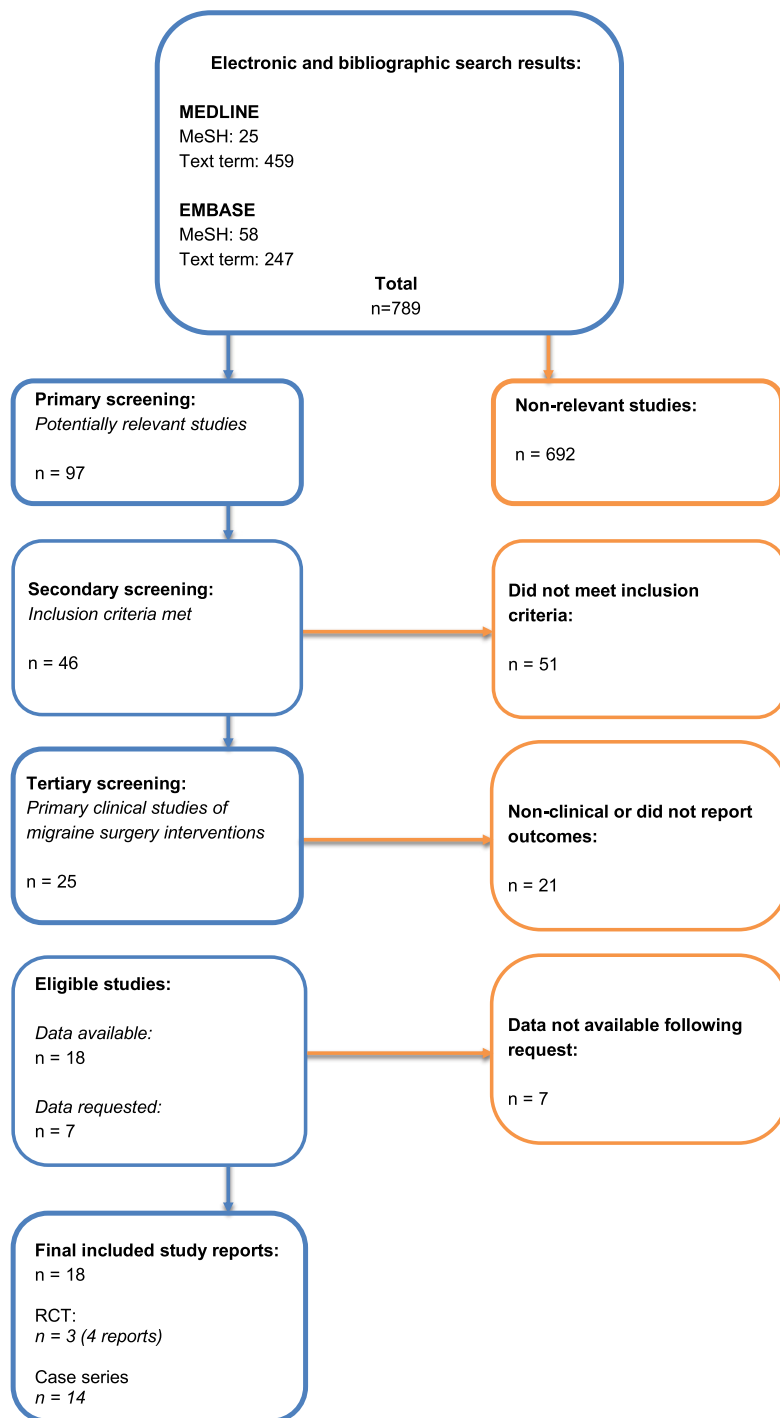 Electronic and bibliographic search results:
MEDLINE
MeSH: 25
Text term: 459
EMBASE
MeSH: 58
Text term: 247
Total
n=789
Primary screening:
Potentially relevant studies
n = 97
Non-relevant studies:
n = 692
Secondary screening:
Inclusion criteria met
n = 46
Did not meet inclusion
criteria:
n = 51
Tertiary screening:
Primary clinical studies of
migraine surgery interventions
n = 25
Non-clinical or did not report
outcomes:
n = 21
Eligible studies:
Data available:
n = 18
Data requested:
n = 7
Data not available following
request:
n = 7
Final included study reports:
n = 18
RCT:
n = 3 (4 reports)
Case series
n = 14